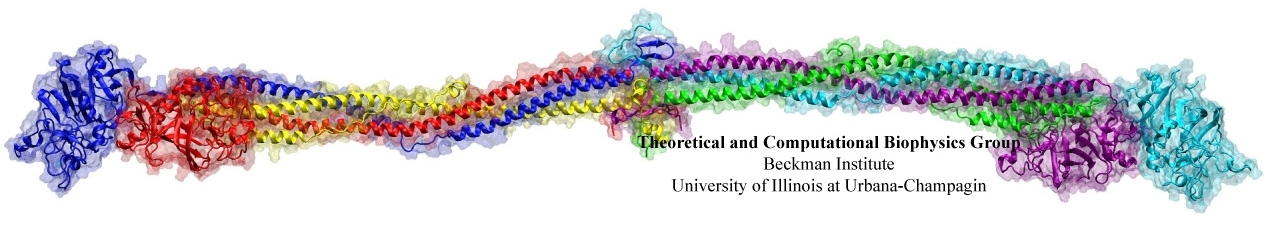 Theoretical and Computational Biophysics Group
Beckman Institute
University of Illinois at Urbana-Champagin